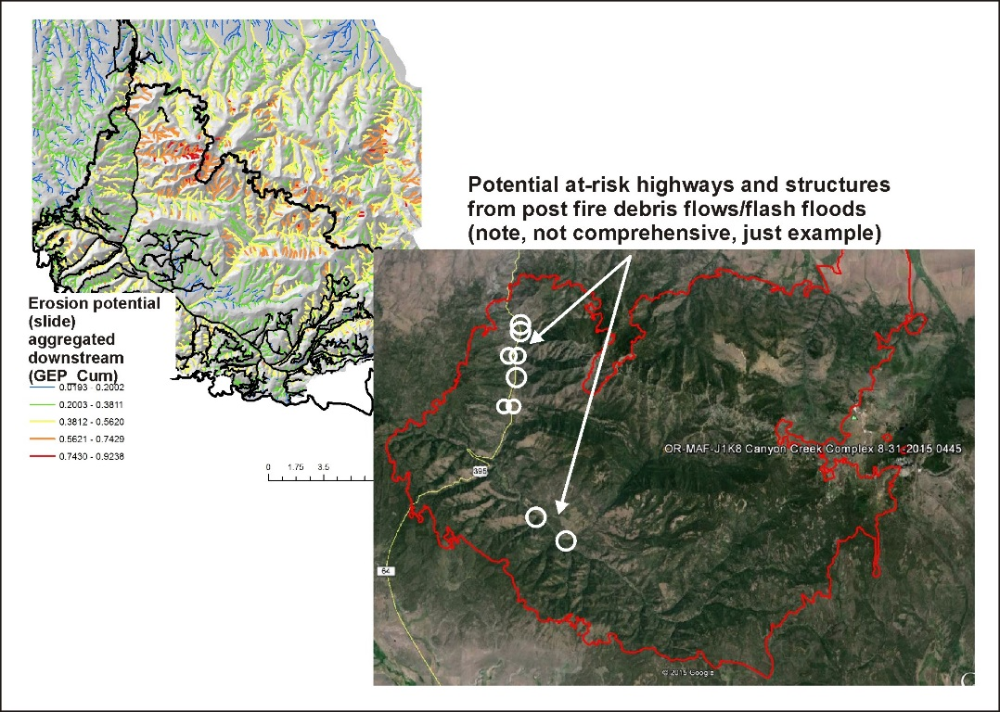 Potential at-risk highways and structures
from post fire debris flows/flash floods
(note, not comprehensive, just example)
Erosion potential
(slide)
aggregated
downstream
(GEP_Cum)
0.0193 - 0.2002
0.2003 - 0.3811
0.3812 - 0.5620
0.5621 - 0.7429
0.7430 - 0.9238
0 1.75 3.5
OR-MAF-J1K8 Canyon Creek Complex 8-31-2015 0445
395
64
© 2015 Google